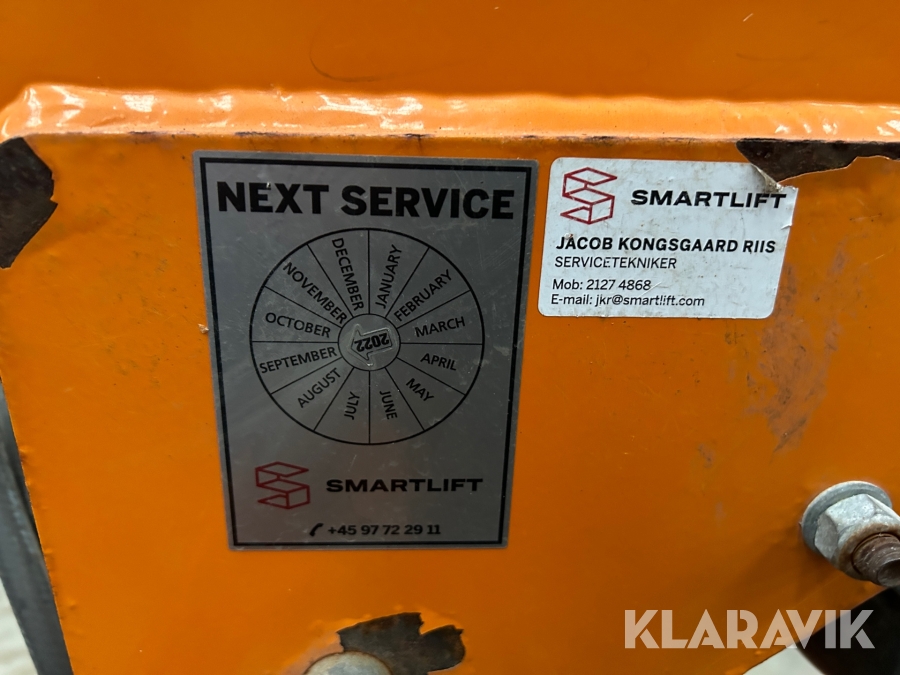 NEXT SERVICE
JANUARY
FEBRUARY
MARCH
APRIL
MAY
JUNE
JULY
AUGUST
SEPTEMBER
OCTOBER
NOVEMBER
DECEMBER
2022
SMARTLIFT
+45 97 72 29 11
SMARTLIFT
JACOB KONGSGAARD RIIS
SERVICETEKNIKER
Mob: 2127 4868
E-mail: jkr@smartlift.com
KLARAVIK